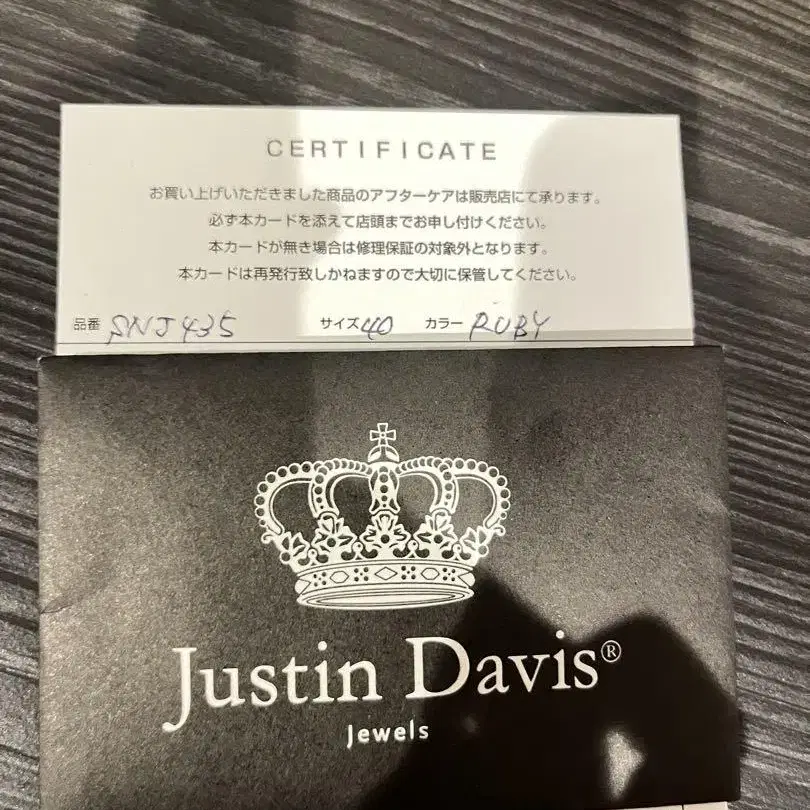 CERTIFICATE
お買い上げいただきました商品のアフターケアは販売店にて承ります。
必ず本カードを添えて店頭までお申し付けください。
本カードが無き場合は修理保証の対象外となります。
本カードは再発行致しかねますので大切に保管してください。
品番 SNJ435 サイズ 40 カラー RUBY
Justin Davis®
Jewels